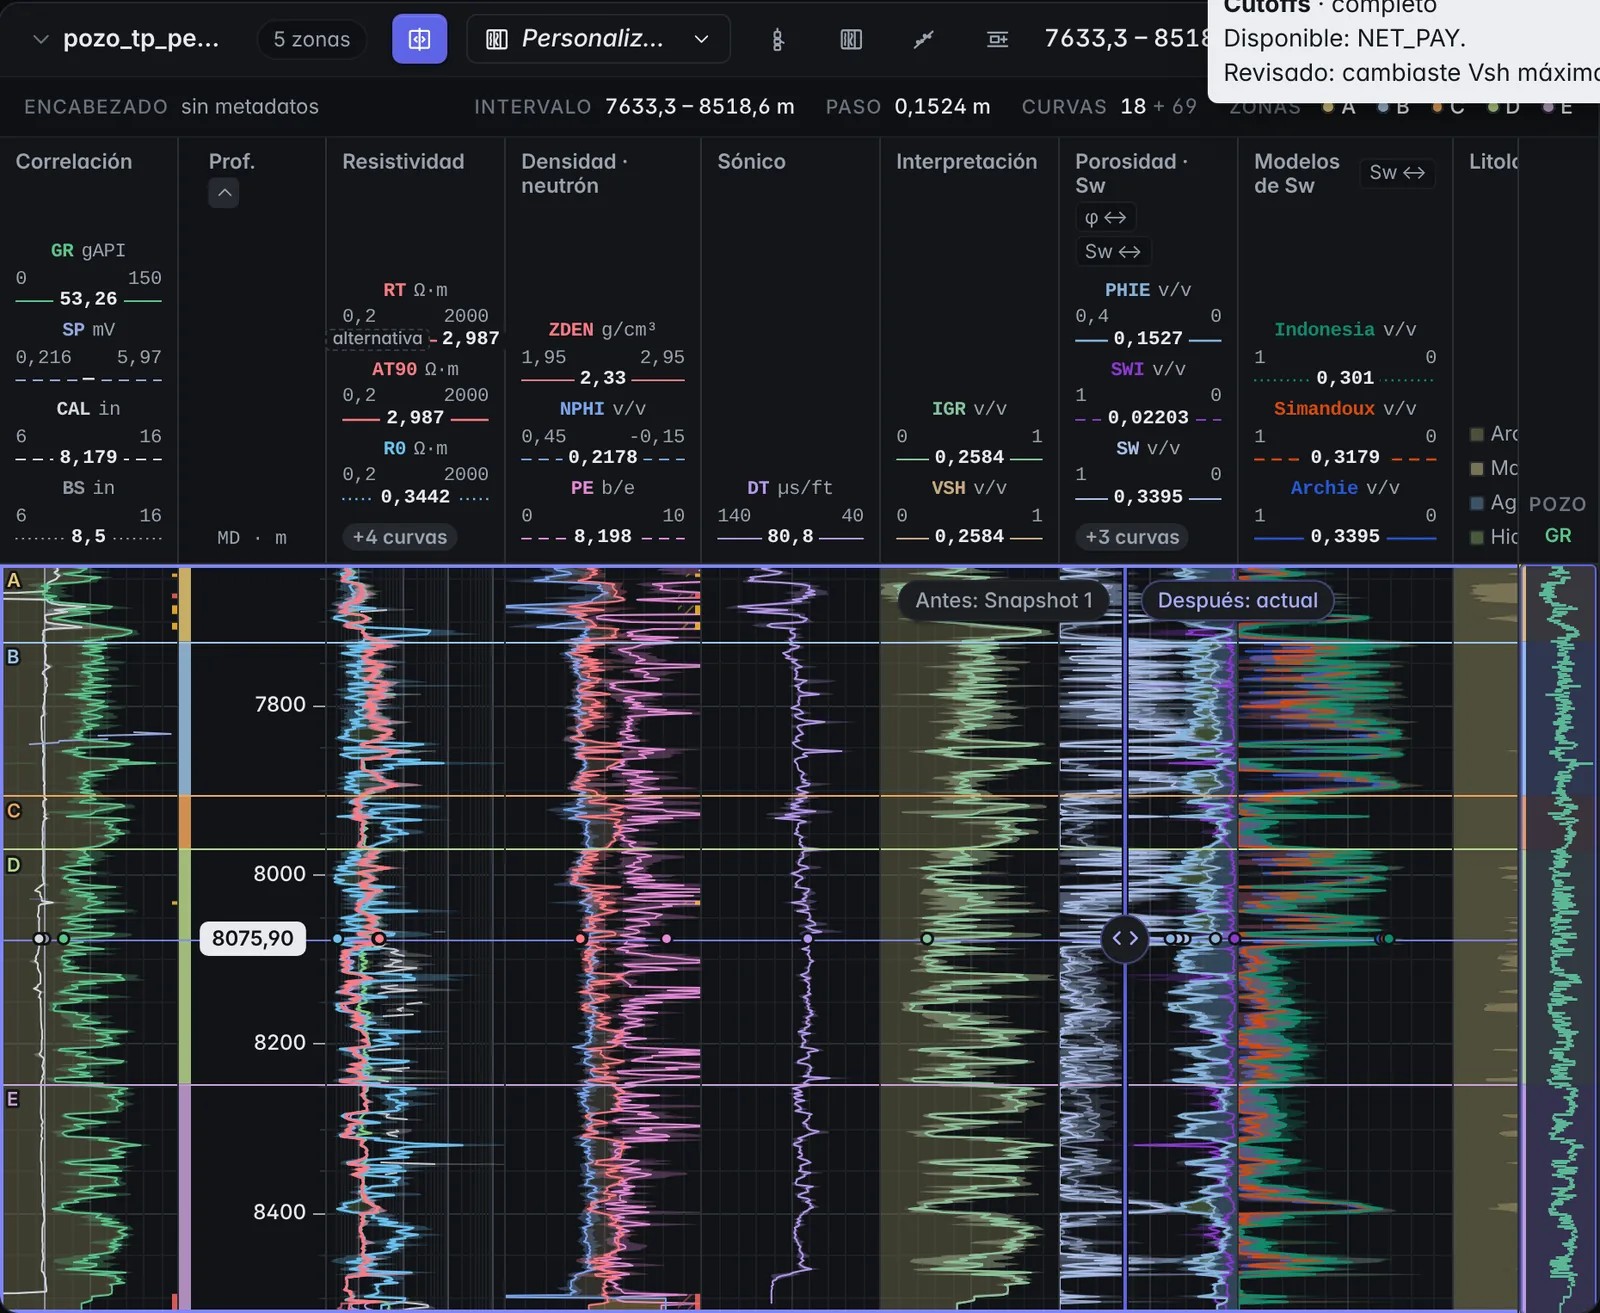 Cutoffs · completo
pozo_tp_pe... 5 zonas Personaliz... 7633,3 – 8518
Disponible: NET_PAY.
Revisado: cambiaste Vsh máximo
ENCABEZADO sin metadatos INTERVALO 7633,3 – 8518,6 m PASO 0,1524 m CURVAS 18 + 69 ZONAS A B C D E
Correlación
GR gAPI
0 150
53,26
SP mV
0,216 5,97
–
CAL in
6 16
8,179
BS in
6 16
8,5
Prof.
MD · m
Resistividad
RT Ω·m
0,2 2000
alternativa 2,987
AT90 Ω·m
0,2 2000
2,987
R0 Ω·m
0,2 2000
0,3442
+4 curvas
Densidad ·
neutrón
ZDEN g/cm³
1,95 2,95
2,33
NPHI v/v
0,45 -0,15
0,2178
PE b/e
0 10
8,198
Sónico
DT µs/ft
140 40
80,8
Interpretación
IGR v/v
0 1
0,2584
VSH v/v
0 1
0,2584
Porosidad ·
Sw
φ ↔
Sw ↔
PHIE v/v
0,4 0
0,1527
SWI v/v
1 0
0,02203
SW v/v
1 0
0,3395
+3 curvas
Modelos
de Sw
Sw ↔
Indonesia v/v
1 0
0,301
Simandoux v/v
1 0
0,3179
Archie v/v
1 0
0,3395
Litolo
Arc
Ag
Hid
POZO
GR
A
Antes: Snapshot 1
Después: actual
B
7800
C
D
8000
8075,90
8200
E
8400